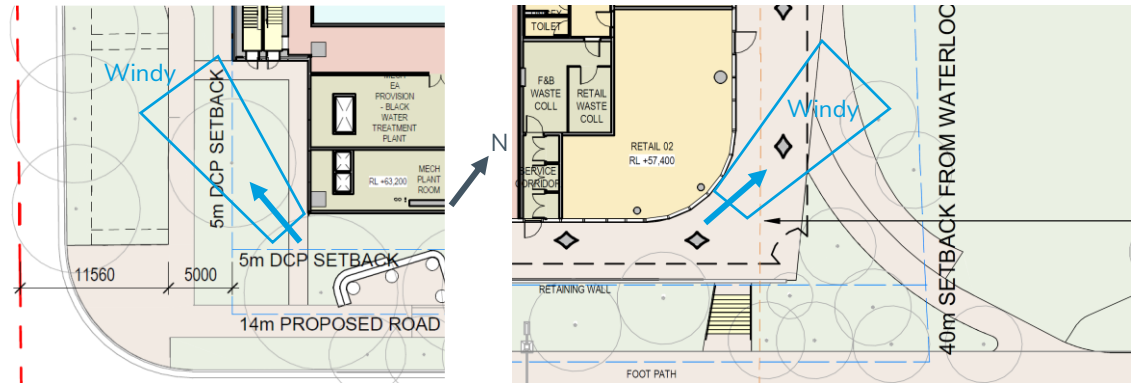 Windy
5m DCP SETBACK
MECH
EA
PROVISION
- BLACK
WATER
TREATMENT
PLANT
RL +63,200
MECH
PLANT
ROOM
5m DCP SETBACK
11560
5000
14m PROPOSED ROAD
N
TOILET
F&B
WASTE
COLL
RETAIL
WASTE
COLL
RETAIL 02
RL +57,400
SERVICE
CORRIDOR
Windy
40m SETBACK FROM WATERLOC
RETAINING WALL
FOOT PATH